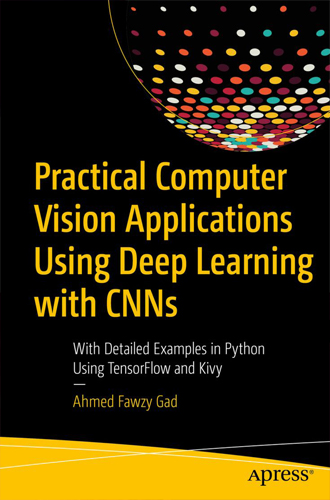 Practical Computer
Vision Applications
Using Deep Learning
with CNNs
With Detailed Examples in Python
Using TensorFlow and Kivy
—
Ahmed Fawzy Gad
Apress®